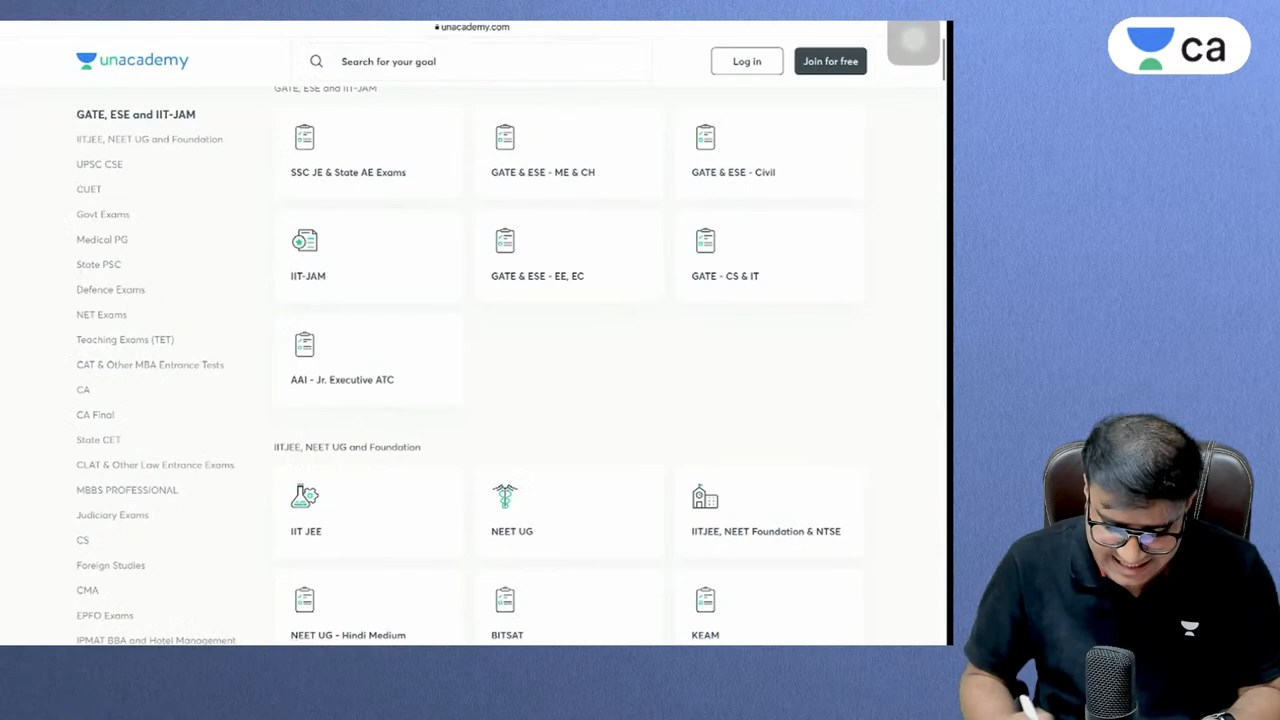 unacademy.com
unacademy
Search for your goal
Log in
Join for free
ca
GATE, ESE and IIT-JAM
IITJEE, NEET UG and Foundation
UPSC CSE
CUET
Govt Exams
Medical PG
State PSC
Defence Exams
NET Exams
Teaching Exams (TET)
CAT & Other MBA Entrance Tests
CA
CA Final
State CET
CLAT & Other Law Entrance Exams
MBBS PROFESSIONAL
Judiciary Exams
CS
Foreign Studies
CMA
EPFO Exams
IPMAT BBA and Hotel Management
GATE, ESE and IIT-JAM
SSC JE & State AE Exams
GATE & ESE - ME & CH
GATE & ESE - Civil
IIT-JAM
GATE & ESE - EE, EC
GATE - CS & IT
AAI - Jr. Executive ATC
IITJEE, NEET UG and Foundation
IIT JEE
NEET UG
IITJEE, NEET Foundation & NTSE
NEET UG - Hindi Medium
BITSAT
KEAM